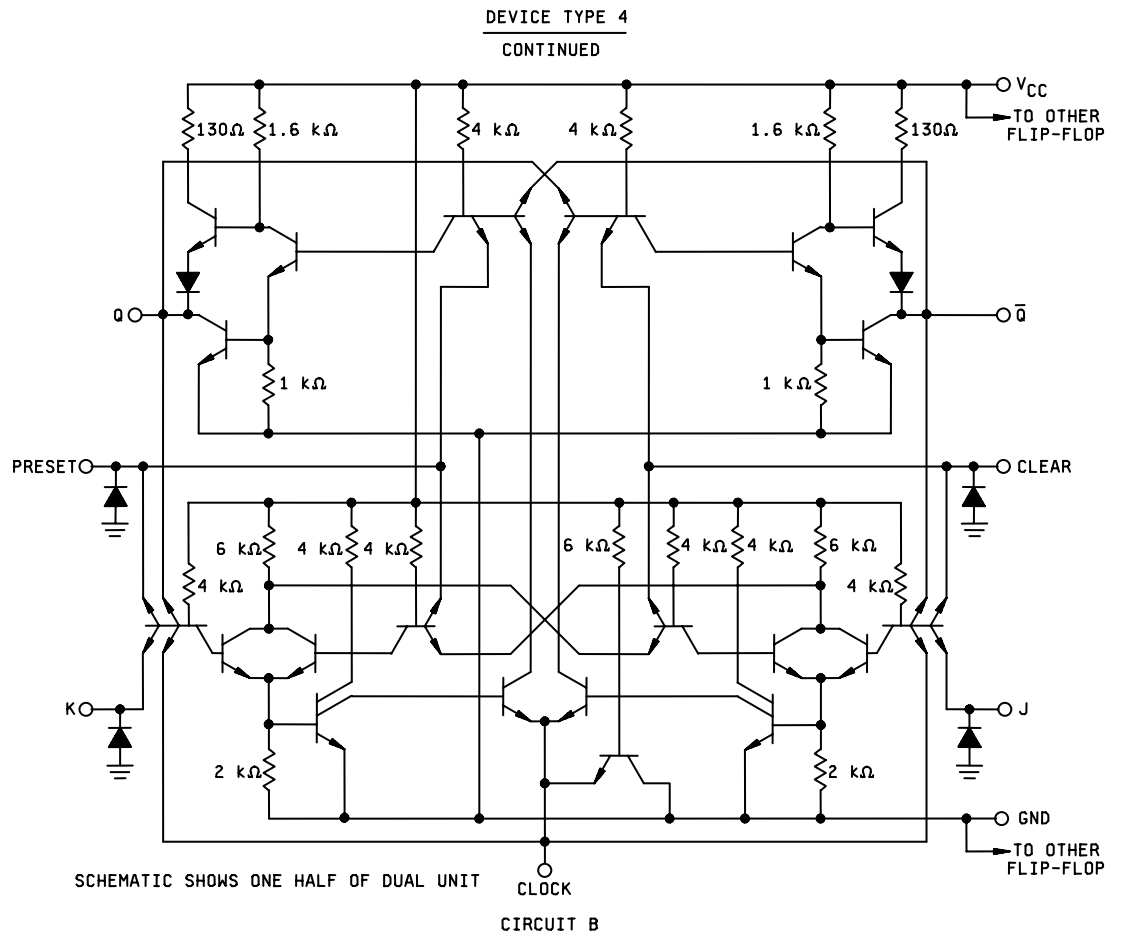 DEVICE TYPE 4
CONTINUED
VCC
TO OTHER
FLIP-FLOP
130Ω 1.6 kΩ 4 kΩ 4 kΩ 1.6 kΩ 130Ω
Q Q̅
1 kΩ 1 kΩ
PRESET CLEAR
6 kΩ 4 kΩ 4 kΩ 6 kΩ 4 kΩ 4 kΩ 6 kΩ
4 kΩ 4 kΩ
K J
2 kΩ 2 kΩ
GND
TO OTHER
FLIP-FLOP
SCHEMATIC SHOWS ONE HALF OF DUAL UNIT
CLOCK
CIRCUIT B